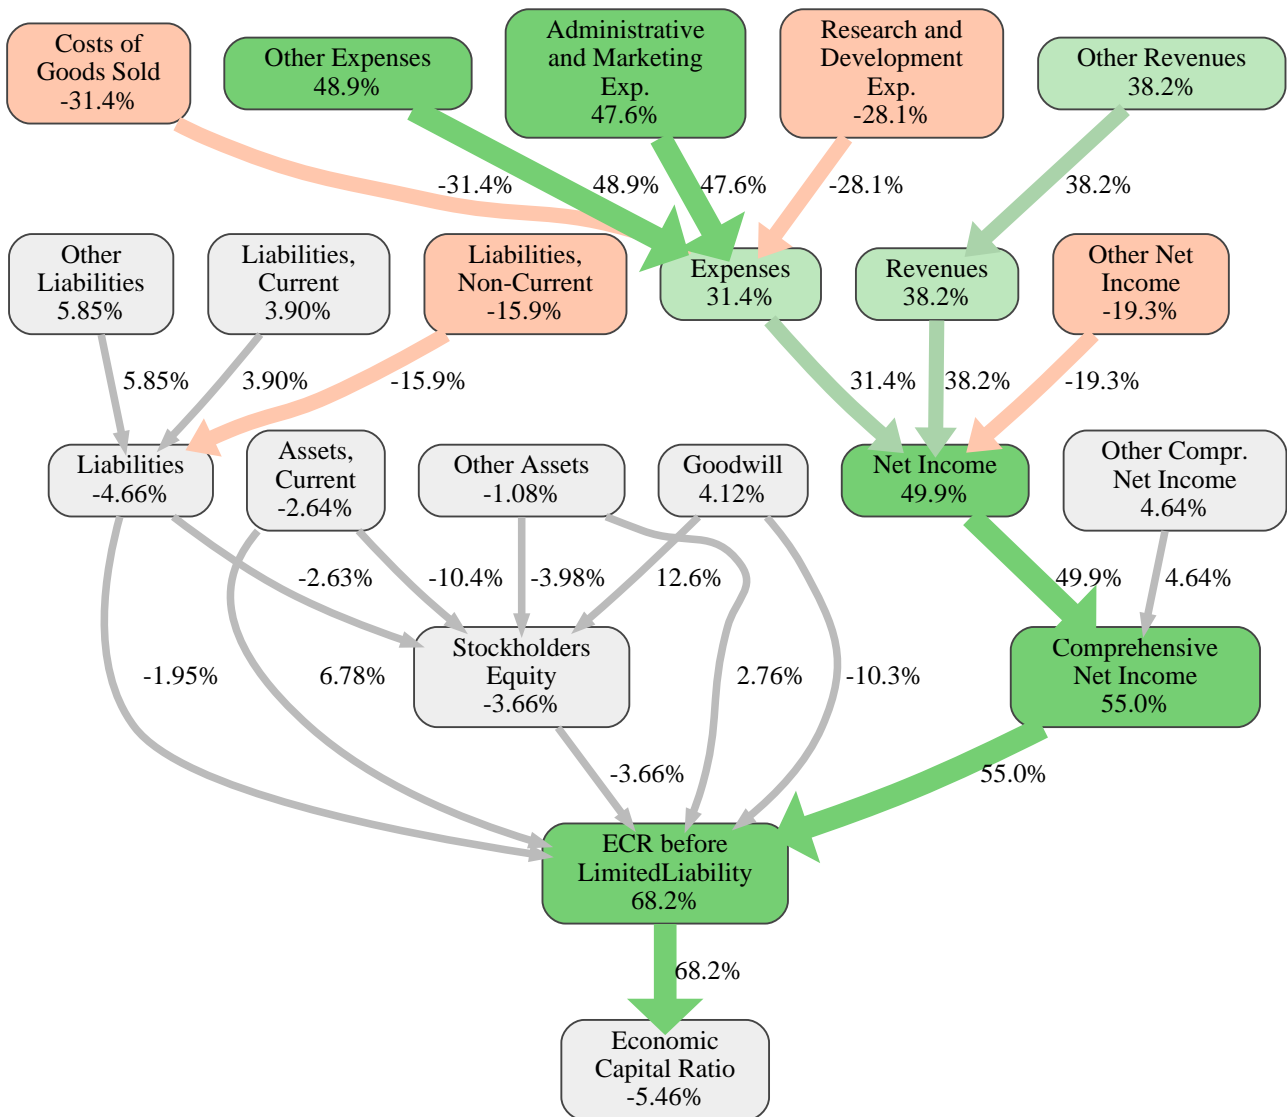 Costs of
Goods Sold
-31.4%
Other Expenses
48.9%
Administrative
and Marketing
Exp.
47.6%
Research and
Development
Exp.
-28.1%
Other Revenues
38.2%
-31.4%
48.9%
47.6%
-28.1%
38.2%
Other
Liabilities
5.85%
Liabilities,
Current
3.90%
Liabilities,
Non-Current
-15.9%
Expenses
31.4%
Revenues
38.2%
Other Net
Income
-19.3%
5.85%
3.90%
-15.9%
31.4%
38.2%
-19.3%
Liabilities
-4.66%
Assets,
Current
-2.64%
Other Assets
-1.08%
Goodwill
4.12%
Net Income
49.9%
Other Compr.
Net Income
4.64%
-2.63%
-10.4%
-3.98%
12.6%
49.9%
4.64%
Stockholders
Equity
-3.66%
Comprehensive
Net Income
55.0%
-1.95%
6.78%
2.76%
-10.3%
-3.66%
55.0%
ECR before
LimitedLiability
68.2%
68.2%
Economic
Capital Ratio
-5.46%